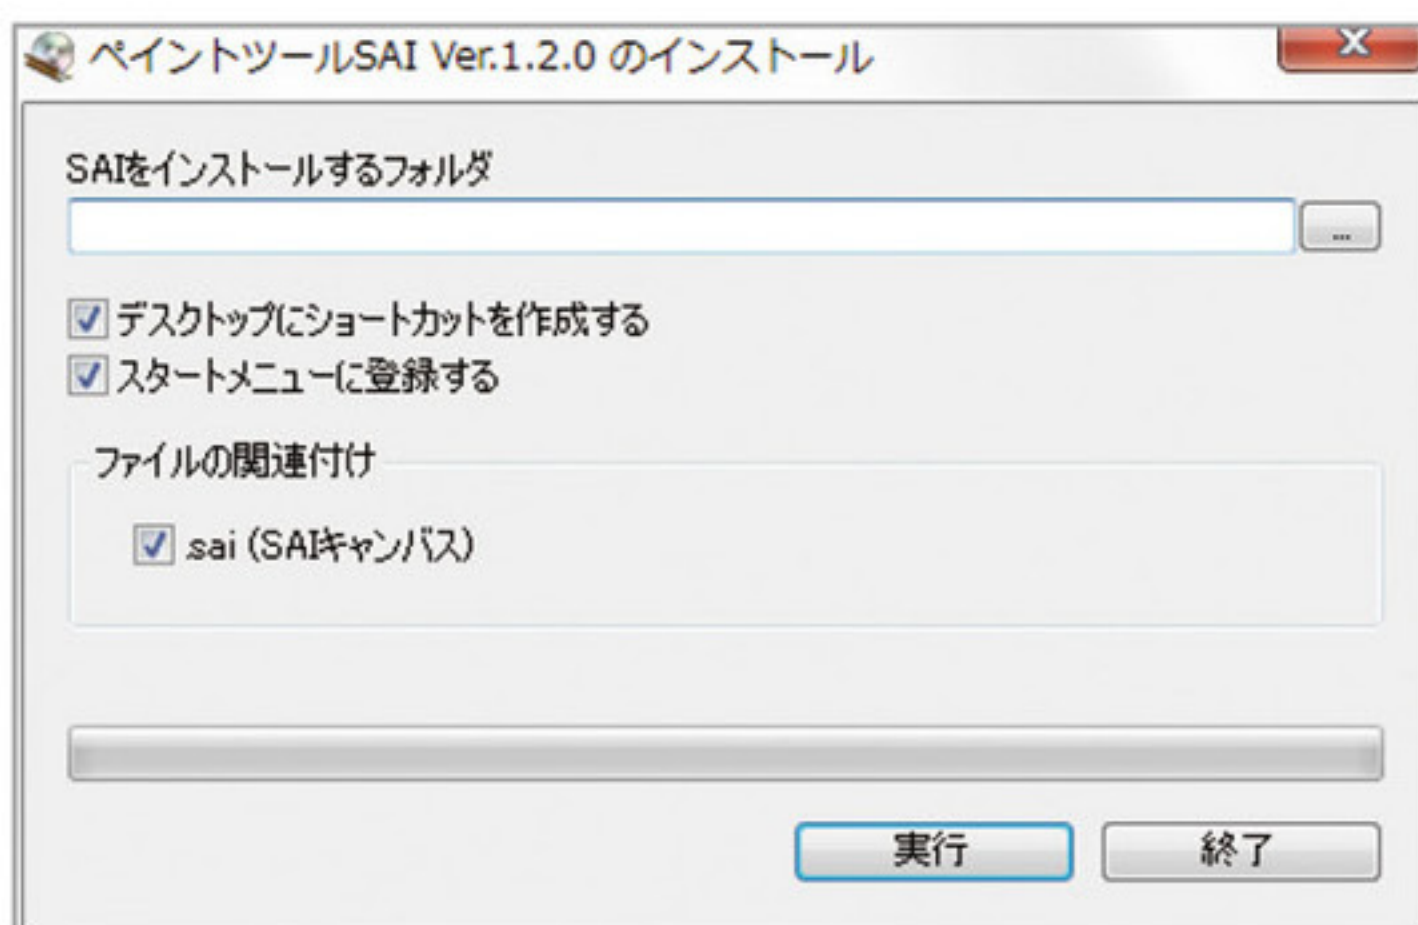 ペイントツールSAI Ver.1.2.0 のインストール
SAIをインストールするフォルダ
...
デスクトップにショートカットを作成する
スタートメニューに登録する
ファイルの関連付け
.sai (SAIキャンバス)
実行 終了